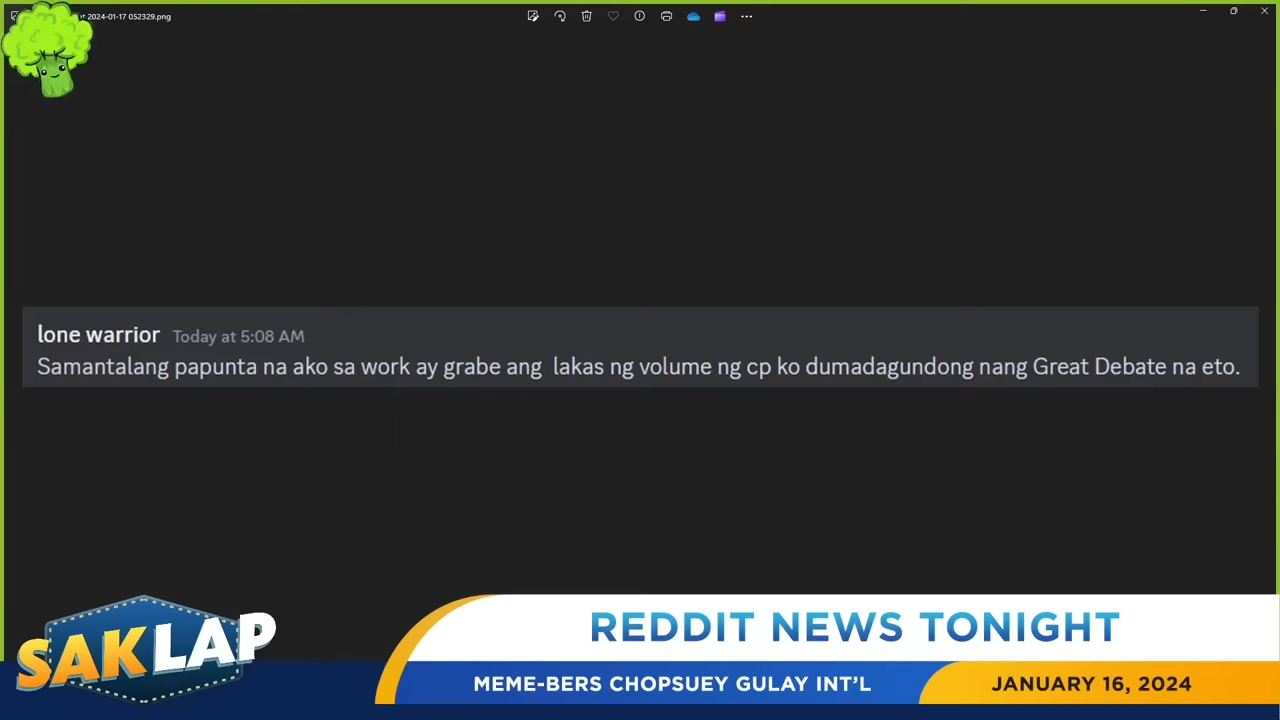 t 2024-01-17 052329.png
lone warrior Today at 5:08 AM
Samantalang papunta na ako sa work ay grabe ang  lakas ng volume ng cp ko dumadagundong nang Great Debate na eto.
SAKLAP
REDDIT NEWS TONIGHT
MEME-BERS CHOPSUEY GULAY INT'L
JANUARY 16, 2024